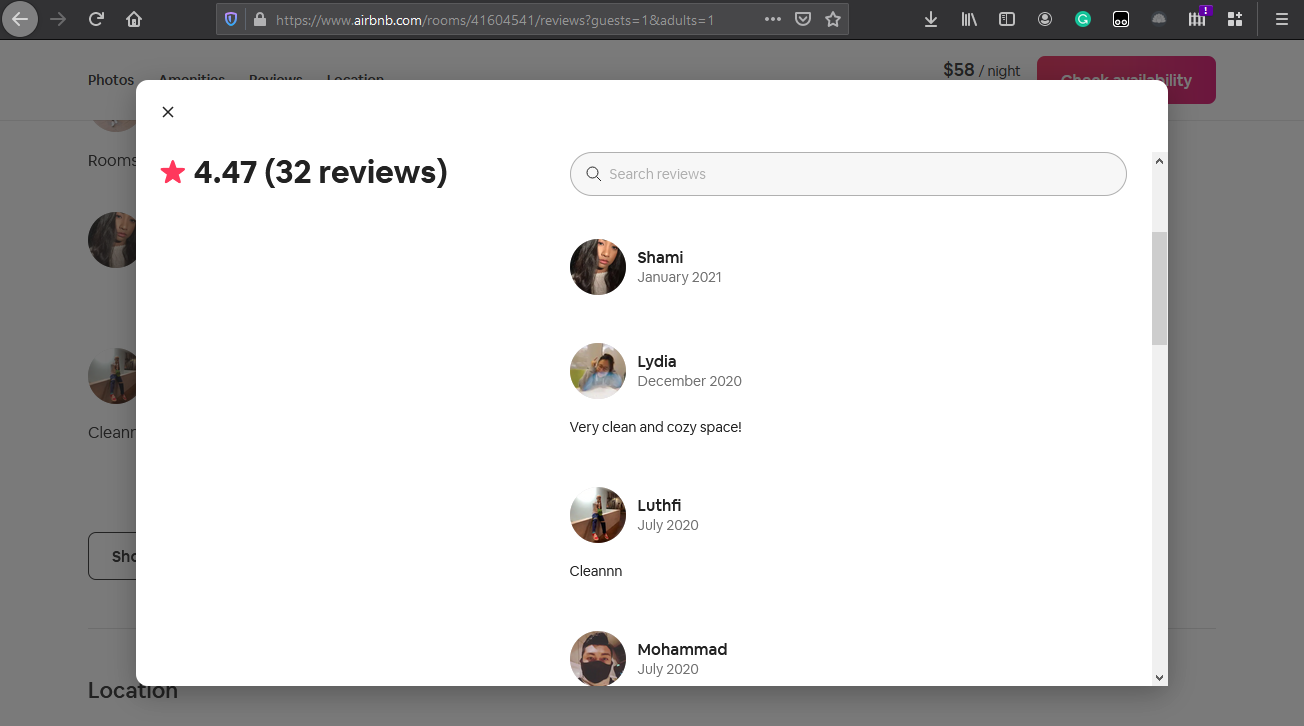 https://www.airbnb.com/rooms/41604541/reviews?guests=1&adults=1
!
Photos Amenities Reviews Location
$58 / night
Check availability
4.47 (32 reviews)
Search reviews
Rooms
Shami
January 2021
Lydia
December 2020
Very clean and cozy space!
Cleann
Luthfi
July 2020
Sho
Cleannn
Mohammad
July 2020
Location